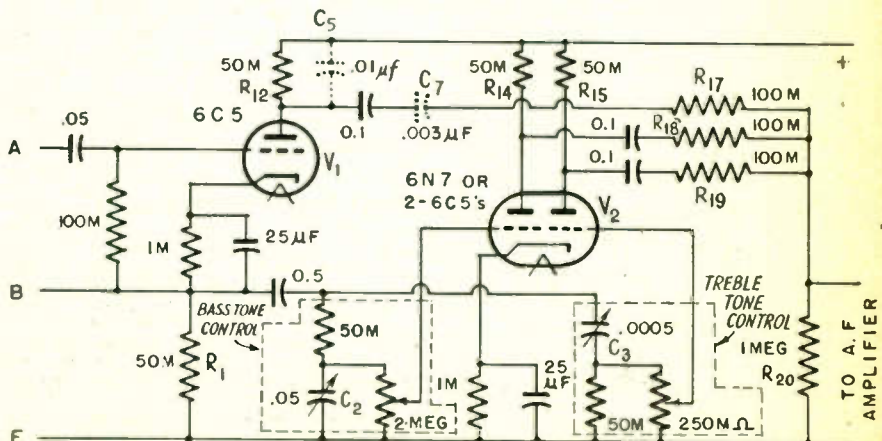 C5
50M
.01µf
R12
C7
50M
R14
50M
R15
R17
100M
+
6C5
.05
0.1
.003µF
0.1
R18
100M
A
V1
0.1
100M
R19
6N7 OR
2-6C5's
V2
100M
1M
25µF
B
0.5
BASS TONE
CONTROL
TREBLE
TONE
CONTROL
50M
.0005
1 MEG
50M
R1
C3
R20
.05
C2
1M
25
µF
2-MEG
50M
250MΩ
TO A.F
AMPLIFIER